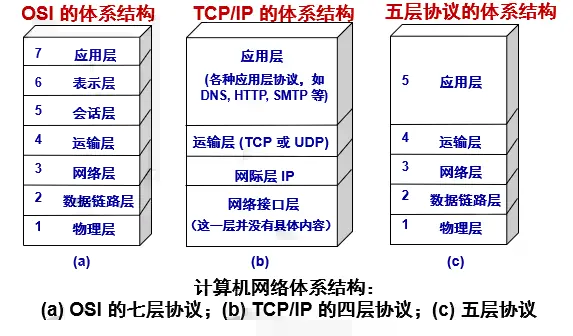 OSI 的体系结构
7 应用层
6 表示层
5 会话层
4 运输层
3 网络层
2 数据链路层
1 物理层
(a)
TCP/IP 的体系结构
应用层
(各种应用层协议，如
DNS, HTTP, SMTP 等)
运输层 (TCP 或 UDP)
网际层 IP
网络接口层
（这一层并没有具体内容）
(b)
五层协议的体系结构
5 应用层
4 运输层
3 网络层
2 数据链路层
1 物理层
(c)
计算机网络体系结构：
(a) OSI 的七层协议；(b) TCP/IP 的四层协议；(c) 五层协议